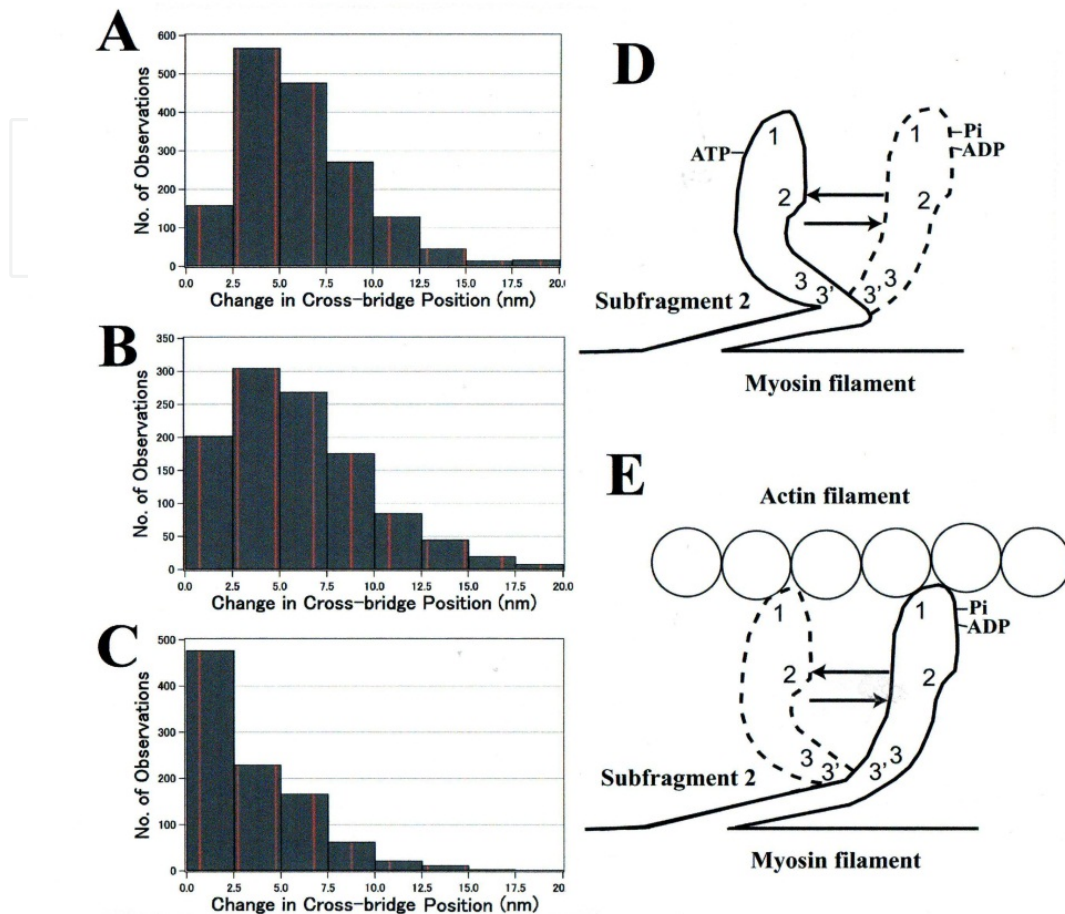 A
No. of Observations
600
500
400
300
200
100
0
0.0 2.5 5.0 7.5 10.0 12.5 15.0 17.5 20.0
Change in Cross-bridge Position (nm)
B
No. of Observations
350
300
250
200
150
100
50
0
0.0 2.5 5.0 7.5 10.0 12.5 15.0 17.5 20.0
Change in Cross-bridge Position (nm)
C
No. of Observations
500
400
300
200
100
0
0.0 2.5 5.0 7.5 10.0 12.5 15.0 17.5 20
Change in Cross-bridge Position (nm)
D
1 1 Pi
ATP ADP
2 2
3 3
3' 3'
Subfragment 2
Myosin filament
E
Actin filament
1 1 Pi
ADP
2 2
3 3
3' 3'
Subfragment 2
Myosin filament